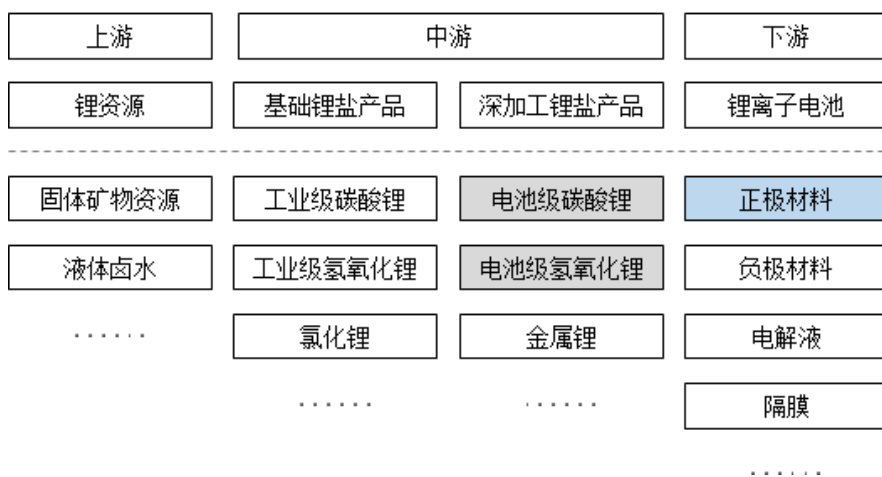 上游 中游 下游
锂资源 基础锂盐产品 深加工锂盐产品 锂离子电池
固体矿物资源 工业级碳酸锂 电池级碳酸锂 正极材料
液体卤水 工业级氢氧化锂 电池级氢氧化锂 负极材料
...... 氯化锂 金属锂 电解液
...... ...... 隔膜
......